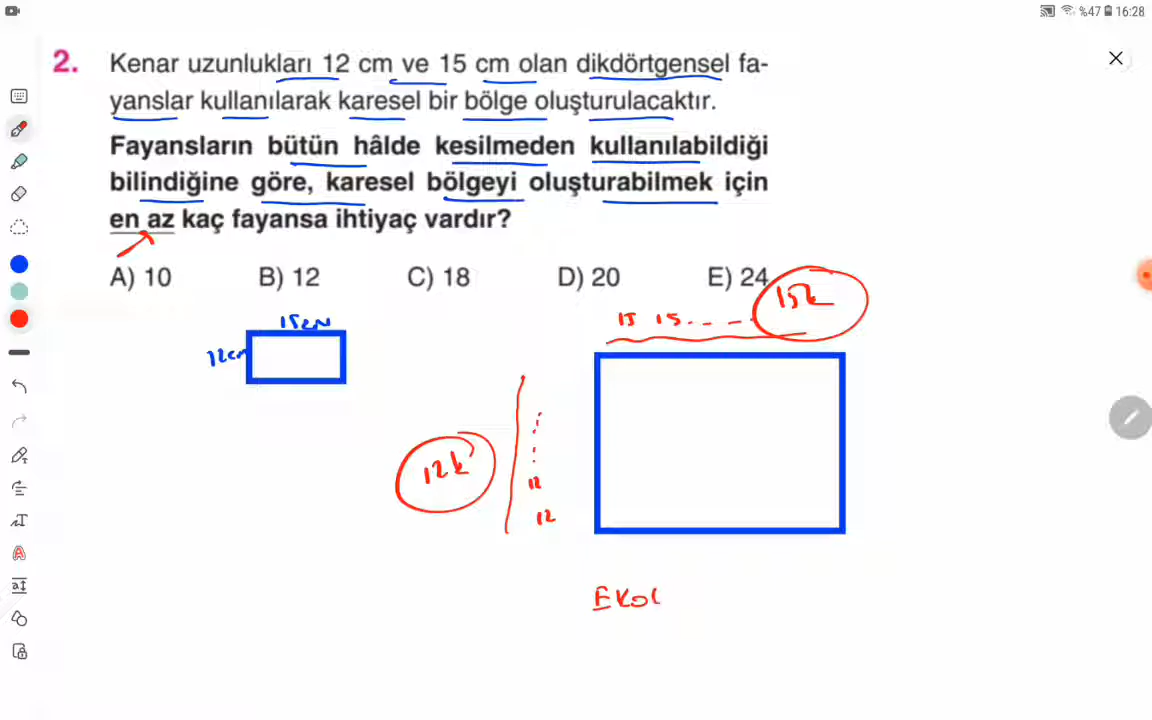 %47 16:28
2. Kenar uzunlukları 12 cm ve 15 cm olan dikdörtgensel fa-
yanslar kullanılarak karesel bir bölge oluşturulacaktır.
Fayansların bütün hâlde kesilmeden kullanılabildiği
bilindiğine göre, karesel bölgeyi oluşturabilmek için
en az kaç fayansa ihtiyaç vardır?
A) 10 B) 12 C) 18 D) 20 E) 24
15cm
12cm
15 15..---
15k
12k
12
12
EKOK